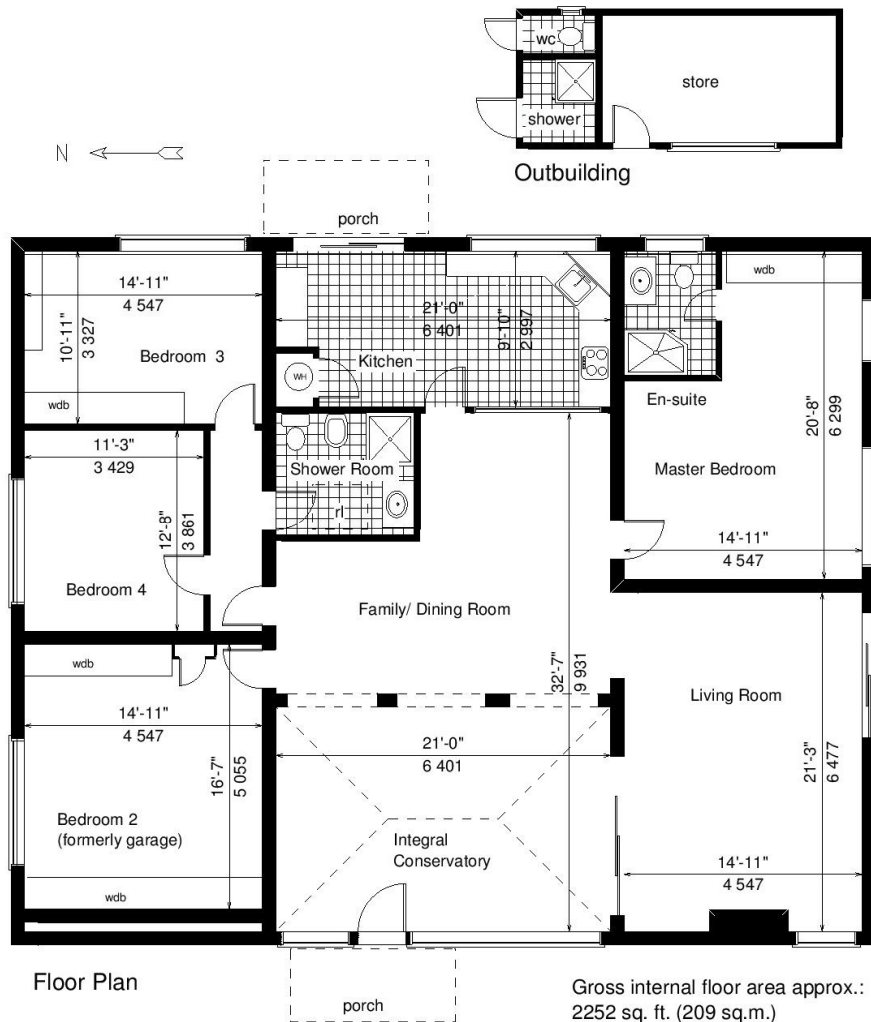 wc
store
shower
Outbuilding
N
porch
14'-11"
4 547
10'-11"
3 327
Bedroom 3
wdb
21'-0"
6 401
9'-10"
2 997
Kitchen
WH
wdb
En-suite
20'-8"
6 299
Master Bedroom
14'-11"
4 547
11'-3"
3 429
12'-8"
3 861
Bedroom 4
Shower Room
rl
Family/ Dining Room
32'-7"
9 931
wdb
14'-11"
4 547
16'-7"
5 055
Bedroom 2
(formerly garage)
wdb
21'-0"
6 401
Integral
Conservatory
Living Room
21'-3"
6 477
14'-11"
4 547
Floor Plan
porch
Gross internal floor area approx.:
2252 sq. ft. (209 sq.m.)